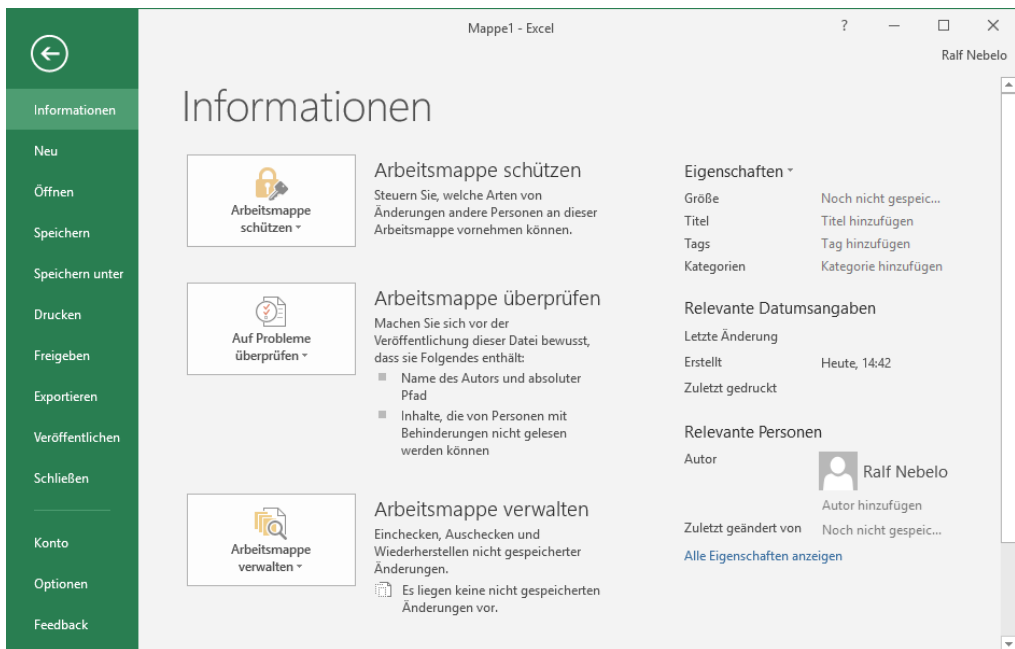 Mappe1 - Excel
?
Ralf Nebelo
Informationen
Neu
Öffnen
Speichern
Speichern unter
Drucken
Freigeben
Exportieren
Veröffentlichen
Schließen
Konto
Optionen
Feedback
Informationen
Arbeitsmappe
schützen
Arbeitsmappe schützen
Steuern Sie, welche Arten von
Änderungen andere Personen an dieser
Arbeitsmappe vornehmen können.
Auf Probleme
überprüfen
Arbeitsmappe überprüfen
Machen Sie sich vor der
Veröffentlichung dieser Datei bewusst,
dass sie Folgendes enthält:
Name des Autors und absoluter
Pfad
Inhalte, die von Personen mit
Behinderungen nicht gelesen
werden können
Arbeitsmappe
verwalten
Arbeitsmappe verwalten
Einchecken, Auschecken und
Wiederherstellen nicht gespeicherter
Änderungen.
Es liegen keine nicht gespeicherten
Änderungen vor.
Eigenschaften
Größe Noch nicht gespeic...
Titel Titel hinzufügen
Tags Tag hinzufügen
Kategorien Kategorie hinzufügen
Relevante Datumsangaben
Letzte Änderung
Erstellt Heute, 14:42
Zuletzt gedruckt
Relevante Personen
Autor Ralf Nebelo
Autor hinzufügen
Zuletzt geändert von Noch nicht gespeic...
Alle Eigenschaften anzeigen